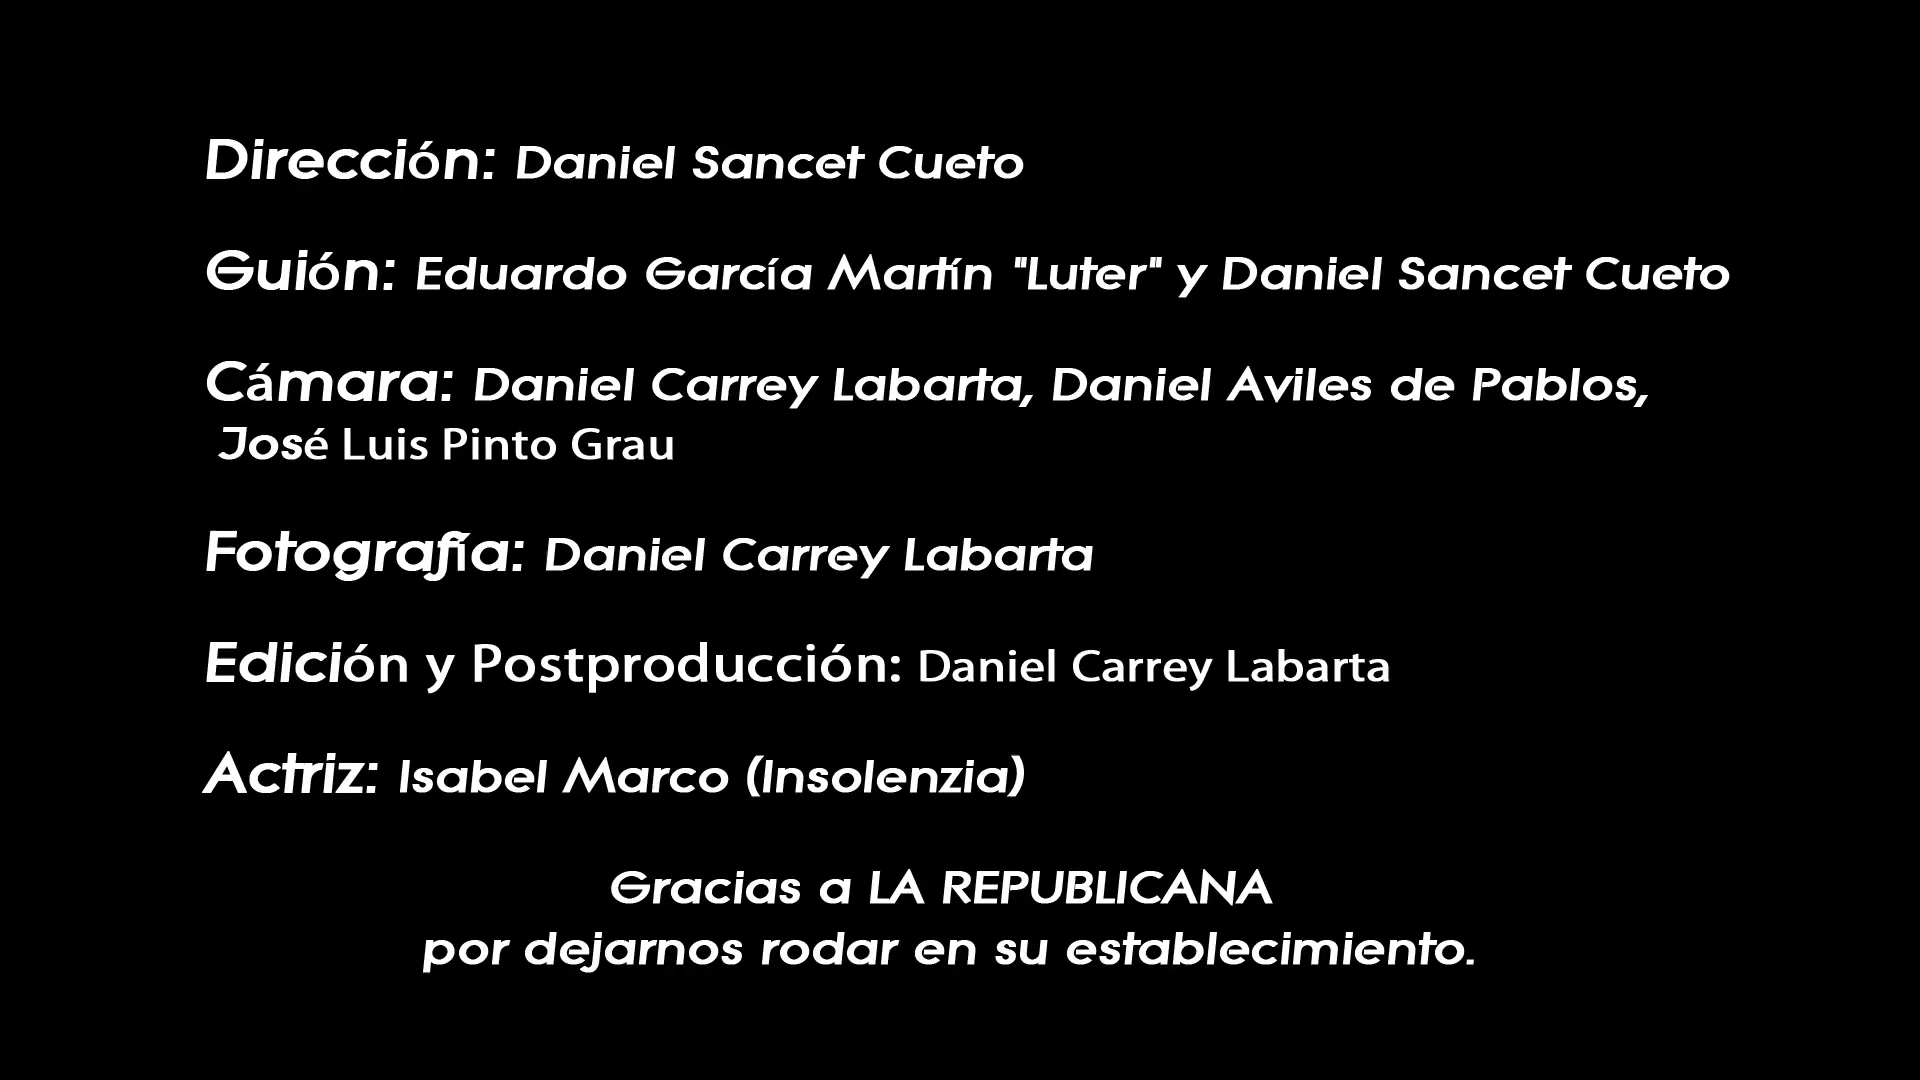 Dirección: Daniel Sancet Cueto
Guión: Eduardo García Martín "Luter" y Daniel Sancet Cueto
Cámara: Daniel Carrey Labarta, Daniel Aviles de Pablos,
José Luis Pinto Grau
Fotografía: Daniel Carrey Labarta
Edición y Postproducción: Daniel Carrey Labarta
Actriz: Isabel Marco (Insolenzia)
Gracias a LA REPUBLICANA
por dejarnos rodar en su establecimiento.